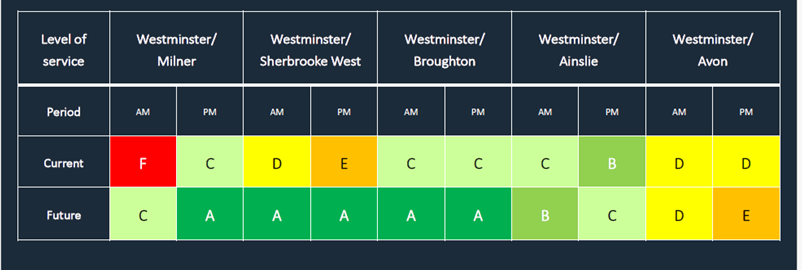 Level of service Westminster/ Milner Westminster/ Sherbrooke West Westminster/ Broughton Westminster/ Ainslie Westminster/ Avon
Period AM PM AM PM AM PM AM PM AM PM
Current F C D E C C C B D D
Future C A A A A A B C D E